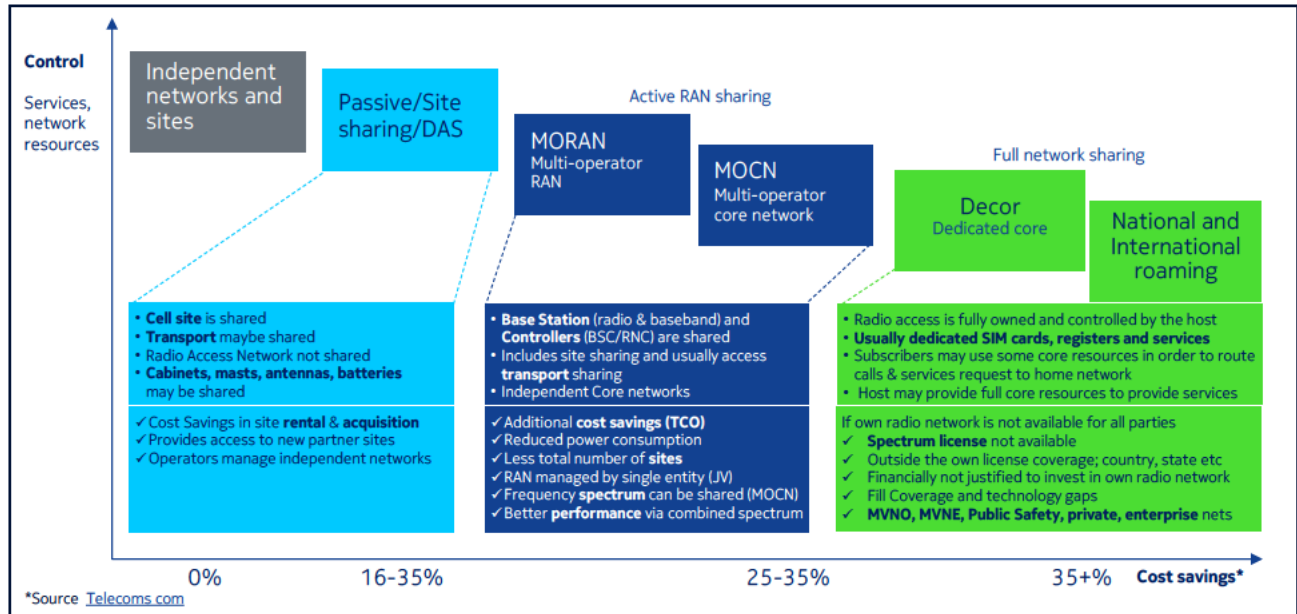 Control
Services,
network
resources
Independent
networks and
sites
Passive/Site
sharing/DAS
Active RAN sharing
MORAN
Multi-operator
RAN
MOCN
Multi-operator
core network
Full network sharing
Decor
Dedicated core
National and
International
roaming
• Cell site is shared
• Transport maybe shared
• Radio Access Network not shared
• Cabinets, masts, antennas, batteries
may be shared
✓ Cost Savings in site rental & acquisition
✓ Provides access to new partner sites
✓ Operators manage independent networks
• Base Station (radio & baseband) and
Controllers (BSC/RNC) are shared
• Includes site sharing and usually access
transport sharing
• Independent Core networks
✓ Additional cost savings (TCO)
✓ Reduced power consumption
✓ Less total number of sites
✓ RAN managed by single entity (JV)
✓ Frequency spectrum can be shared (MOCN)
✓ Better performance via combined spectrum
• Radio access is fully owned and controlled by the host
• Usually dedicated SIM cards, registers and services
• Subscribers may use some core resources in order to route
calls & services request to home network
• Host may provide full core resources to provide services
If own radio network is not available for all parties
✓ Spectrum license not available
✓ Outside the own license coverage; country, state etc
✓ Financially not justified to invest in own radio network
✓ Fill Coverage and technology gaps
✓ MVNO, MVNE, Public Safety, private, enterprise nets
0%
16-35%
25-35%
35+%
Cost savings*
*Source Telecoms com